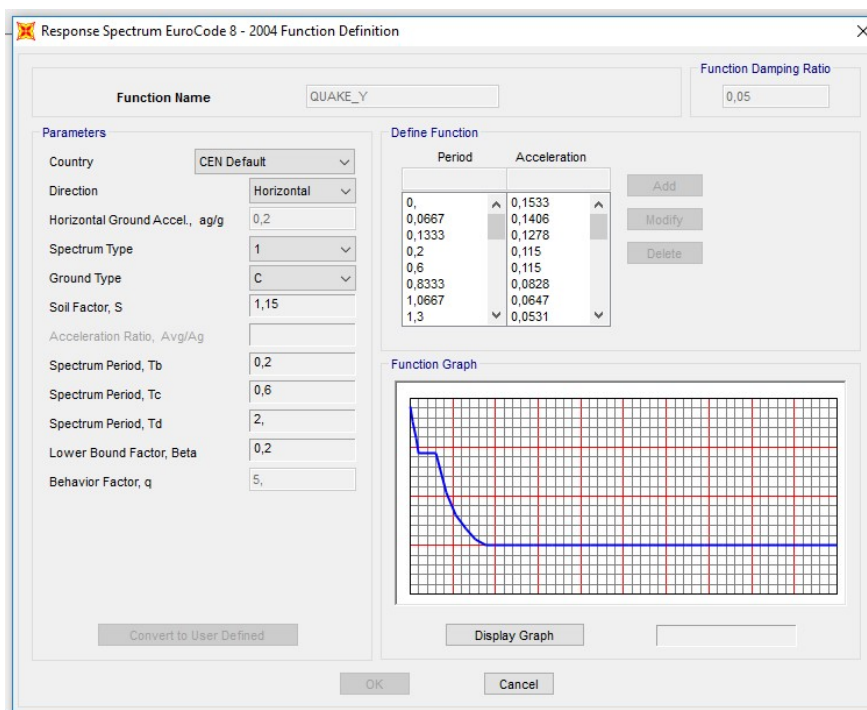 Response Spectrum EuroCode 8 - 2004 Function Definition
Function Damping Ratio
Function Name QUAKE_Y 0,05
Parameters
Country CEN Default
Direction Horizontal
Horizontal Ground Accel., ag/g 0,2
Spectrum Type 1
Ground Type C
Soil Factor, S 1,15
Acceleration Ratio, Avg/Ag
Spectrum Period, Tb 0,2
Spectrum Period, Tc 0,6
Spectrum Period, Td 2,
Lower Bound Factor, Beta 0,2
Behavior Factor, q 5,
Convert to User Defined
Define Function
Period Acceleration
0, 0,1533
0,0667 0,1406
0,1333 0,1278
0,2 0,115
0,6 0,115
0,8333 0,0828
1,0667 0,0647
1,3 0,0531
Add
Modify
Delete
Function Graph
Display Graph
OK Cancel